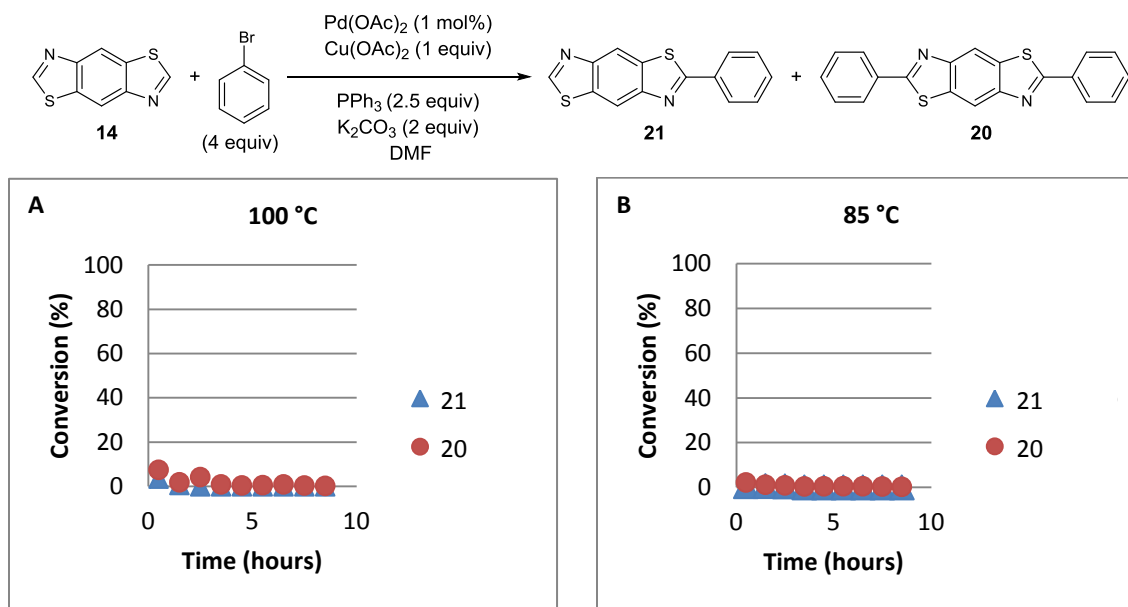 Pd(OAc)2 (1 mol%)
Cu(OAc)2 (1 equiv)
PPh3 (2.5 equiv)
K2CO3 (2 equiv)
DMF
N
S
S
N
14
+
Br
(4 equiv)
N
S
S
N
21
+
N
S
S
N
20
A
100 °C
Conversion (%)
100
80
60
40
20
0
0 5 10
Time (hours)
21
20
B
85 °C
Conversion (%)
100
80
60
40
20
0
0 5 10
Time (hours)
21
20